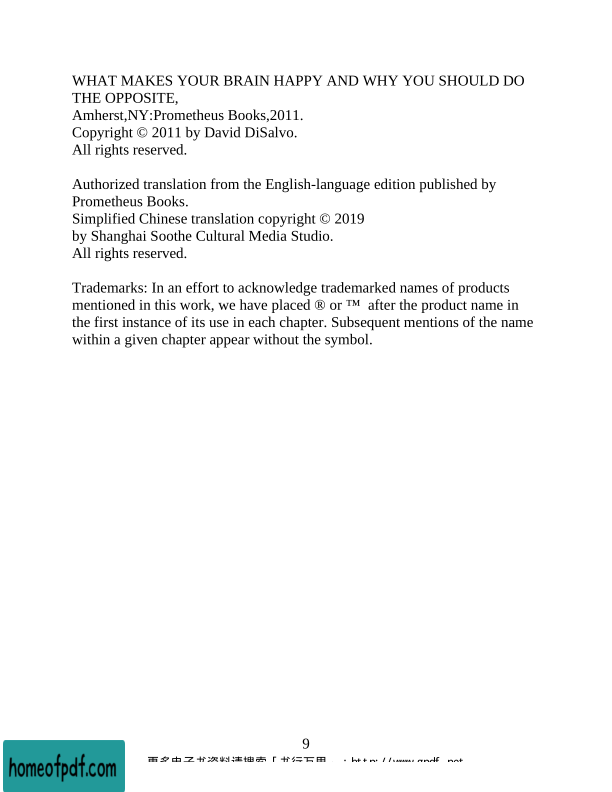 WHAT MAKES YOUR BRAIN HAPPY AND WHY YOU SHOULD DO
THE OPPOSITE,
Amherst,NY:Prometheus Books,2011.
Copyright © 2011 by David DiSalvo.
All rights reserved.
Authorized translation from the English-language edition published by
Prometheus Books.
Simplified Chinese translation copyright © 2019
by Shanghai Soothe Cultural Media Studio.
All rights reserved.
Trademarks: In an effort to acknowledge trademarked names of products
mentioned in this work, we have placed ® or ™ after the product name in
the first instance of its use in each chapter. Subsequent mentions of the name
within a given chapter appear without the symbol.
9
更多电子书资料请搜索「书行万里
homeofpdf.com